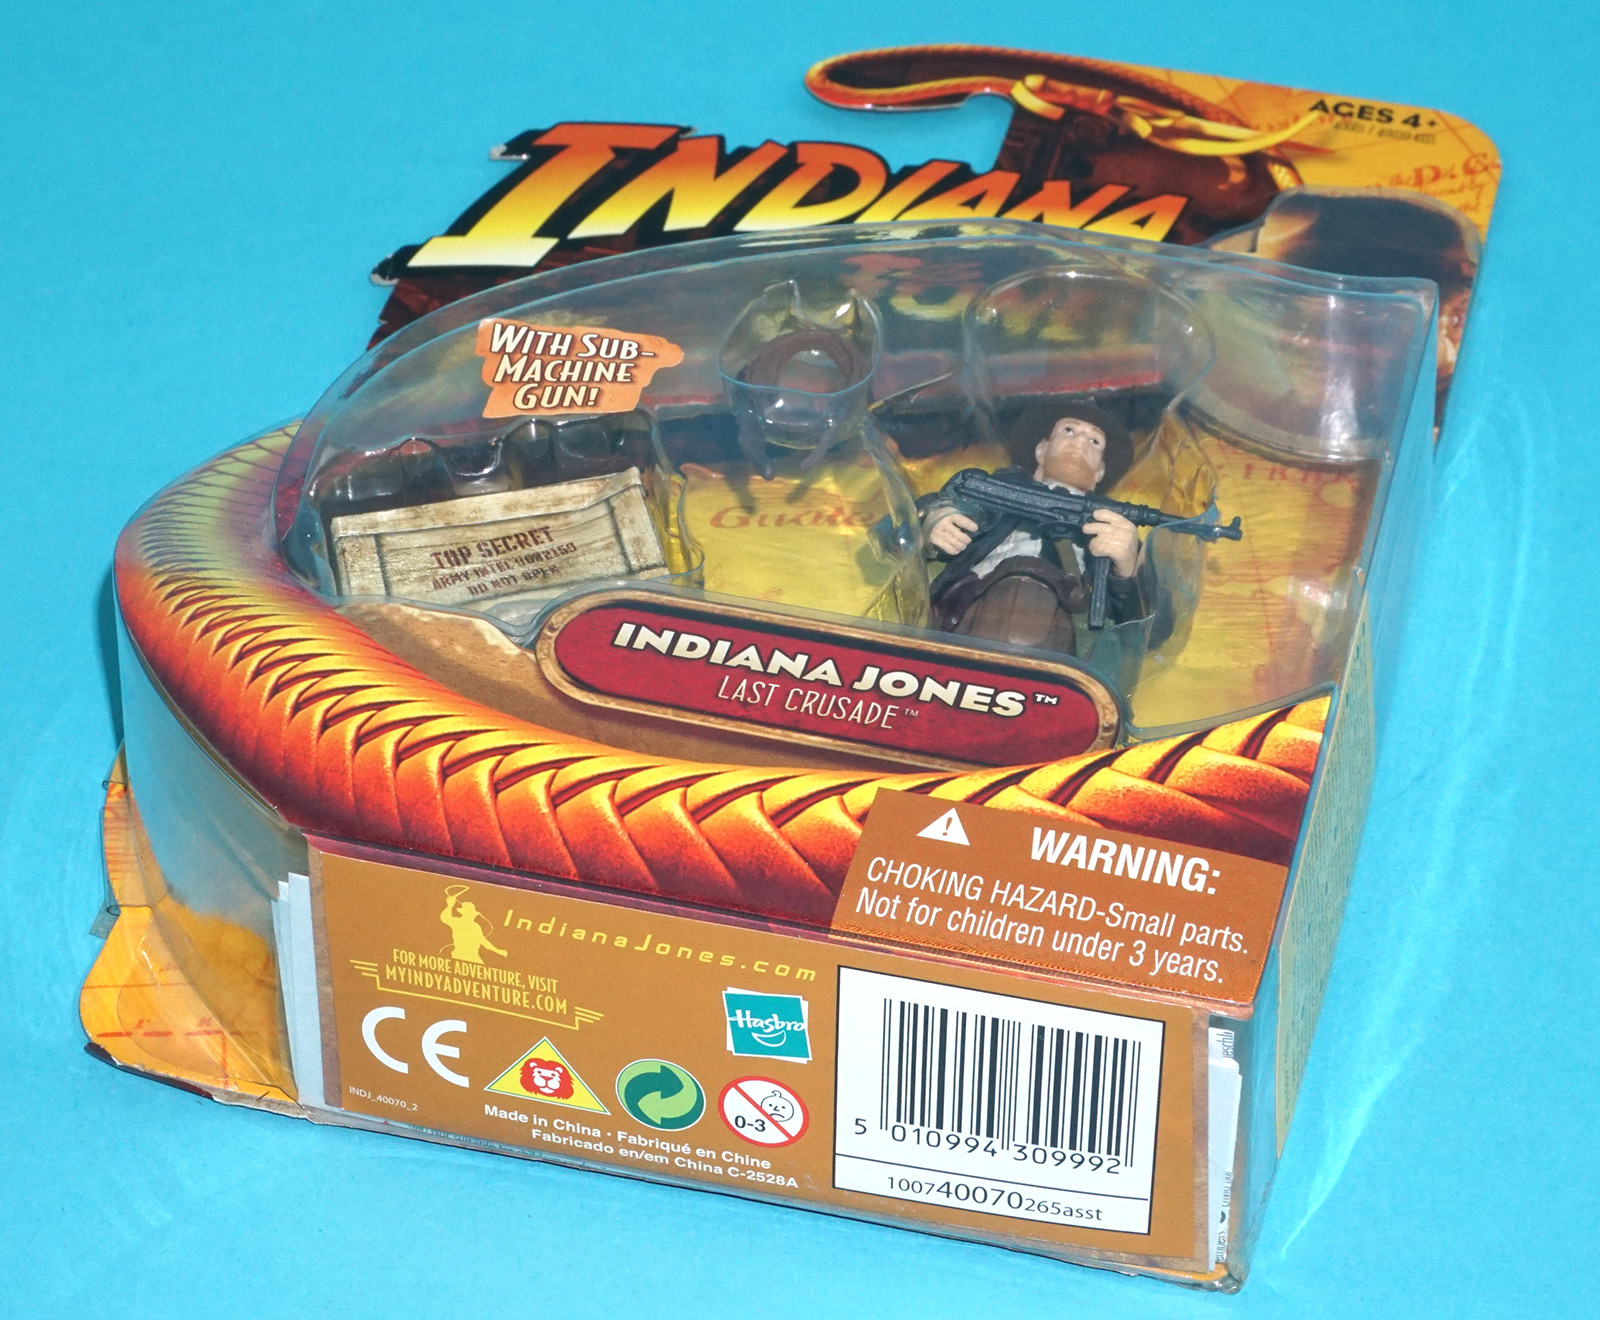 AGES 4+
INDIANA
WITH SUB-
MACHINE
GUN!
TOP SECRET
DO NOT OPEN
INDIANA JONES™
LAST CRUSADE™
WARNING:
CHOKING HAZARD-Small parts.
Not for children under 3 years.
IndianaJones.com
FOR MORE ADVENTURE, VISIT
MYINDYADVENTURE.COM
CE
Hasbro
0-3
INDJ_40070_2
Made in China • Fabriqué en Chine
Fabricado en/em China C-2528A
5 010994 309992
100740070265asst